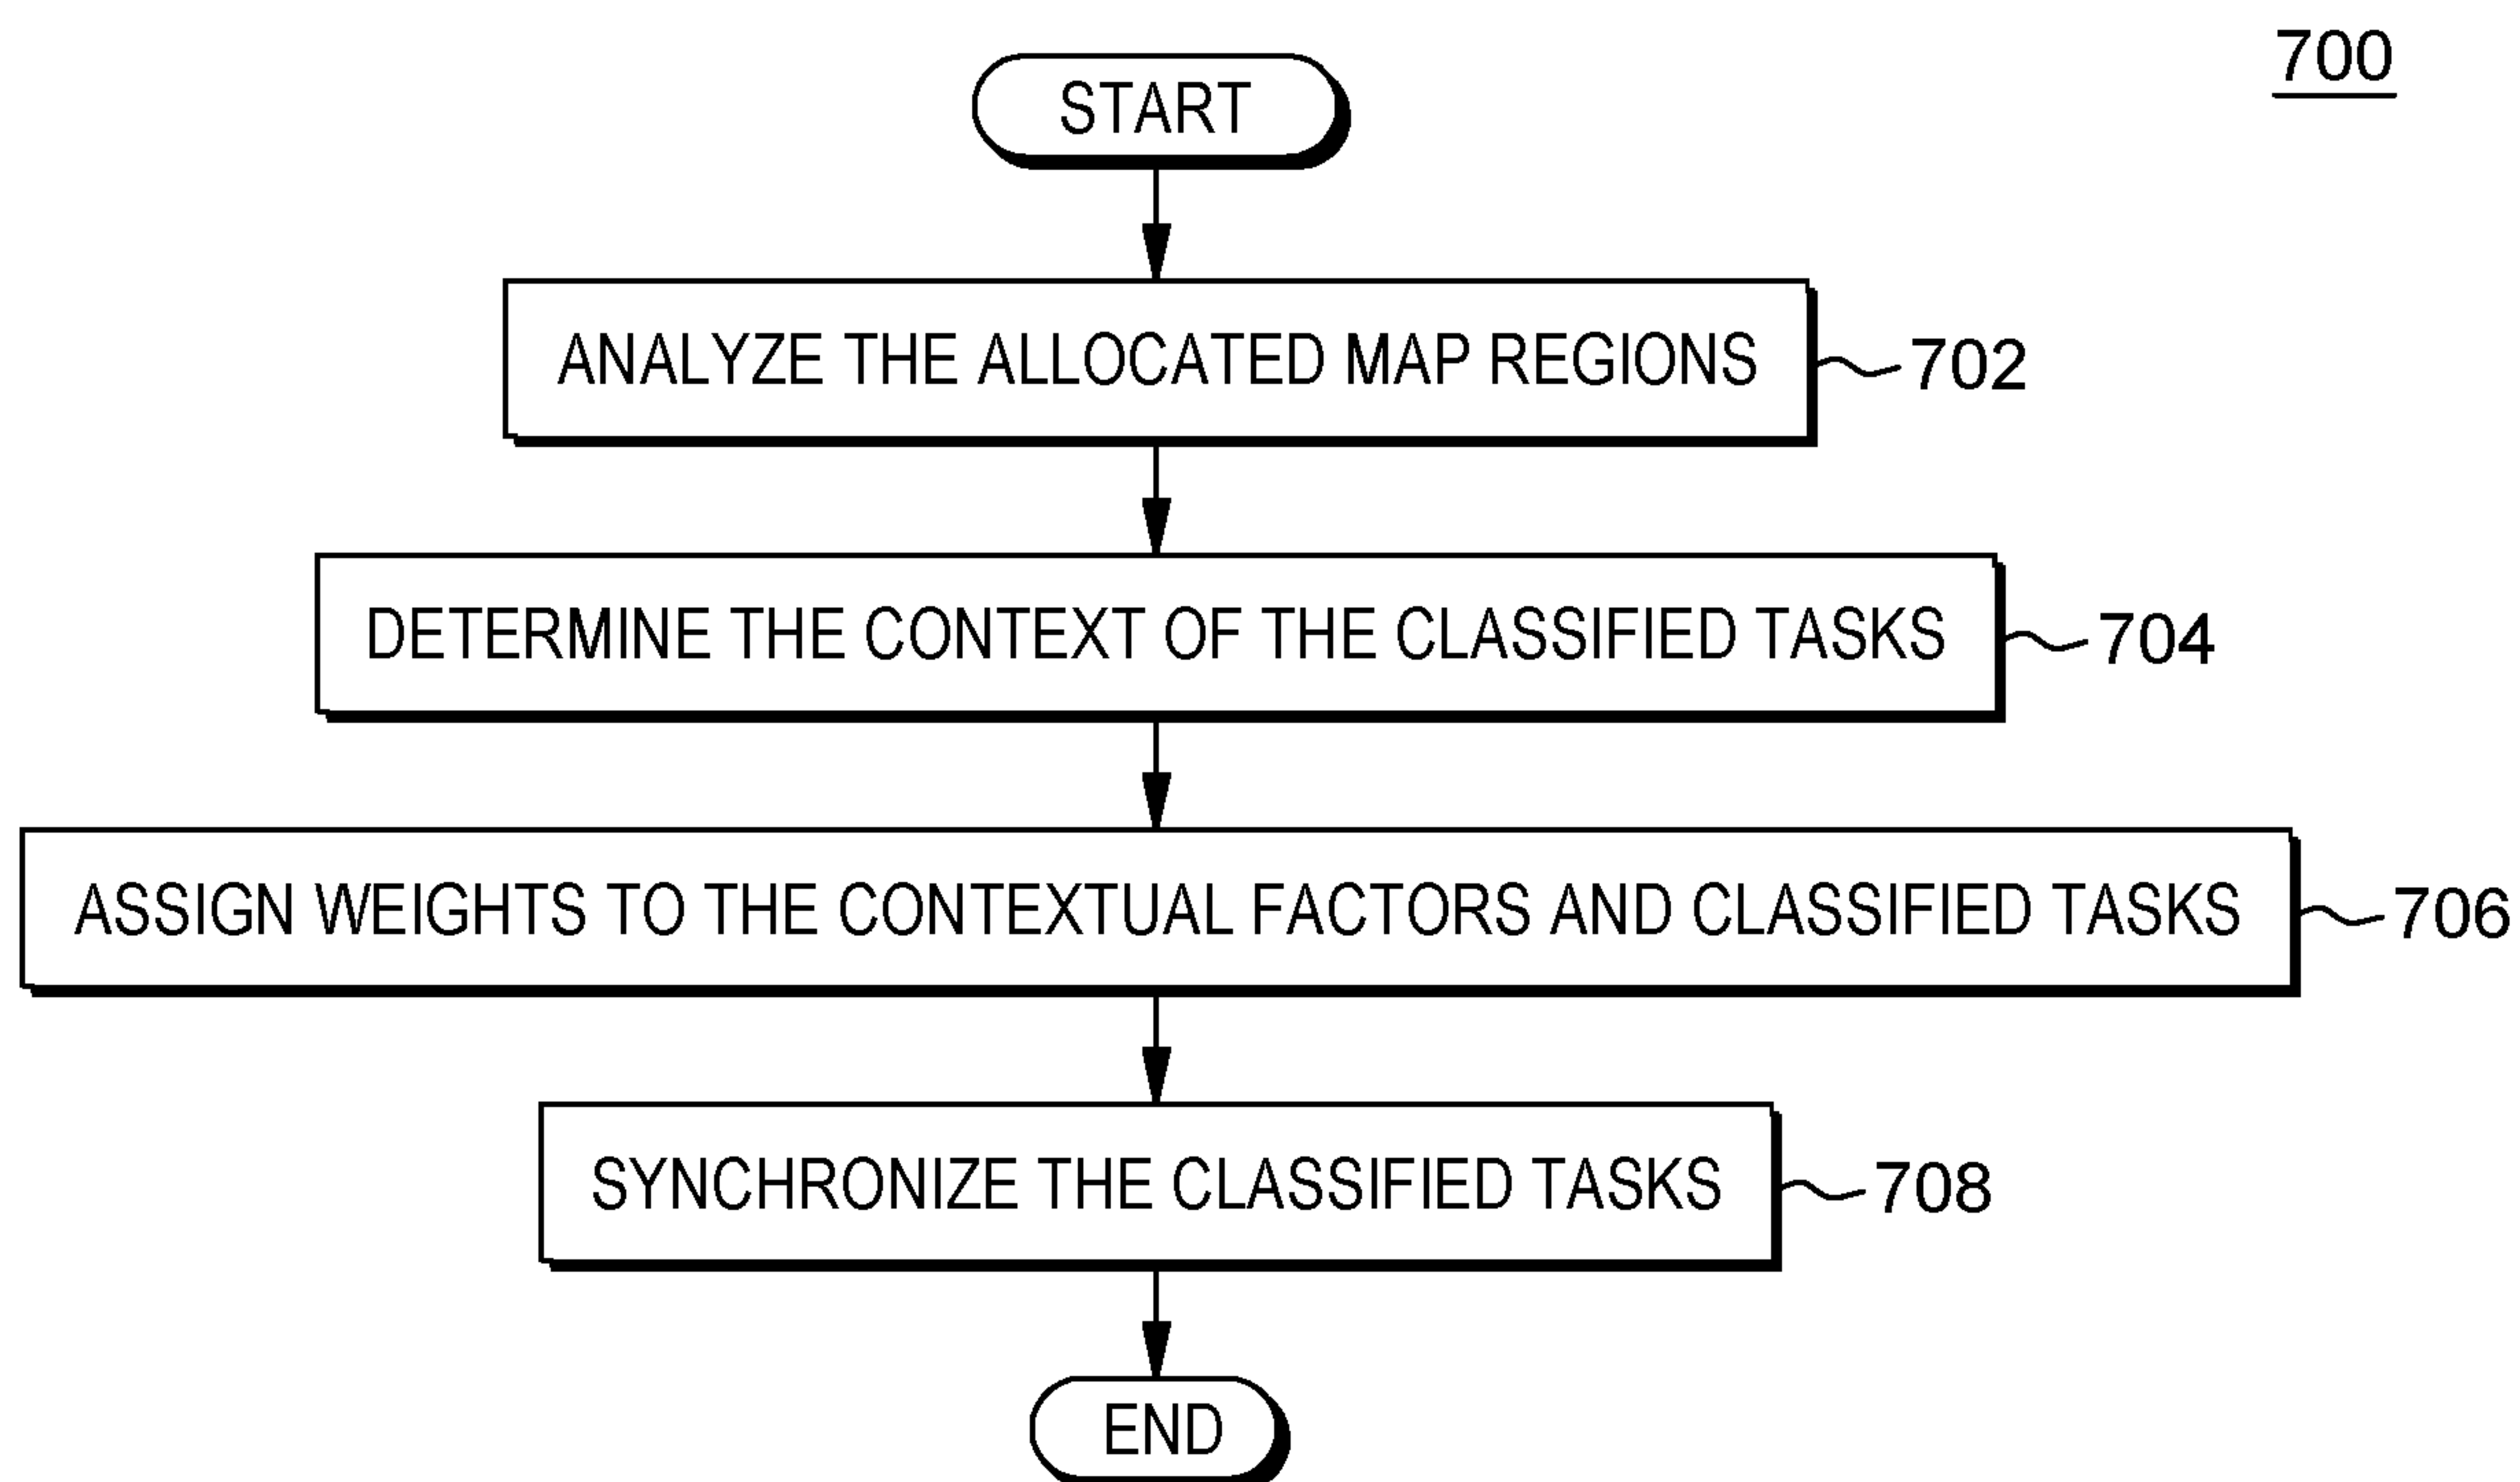 700
START
ANALYZE THE ALLOCATED MAP REGIONS
702
DETERMINE THE CONTEXT OF THE CLASSIFIED TASKS
704
ASSIGN WEIGHTS TO THE CONTEXTUAL FACTORS AND CLASSIFIED TASKS
706
SYNCHRONIZE THE CLASSIFIED TASKS
708
END